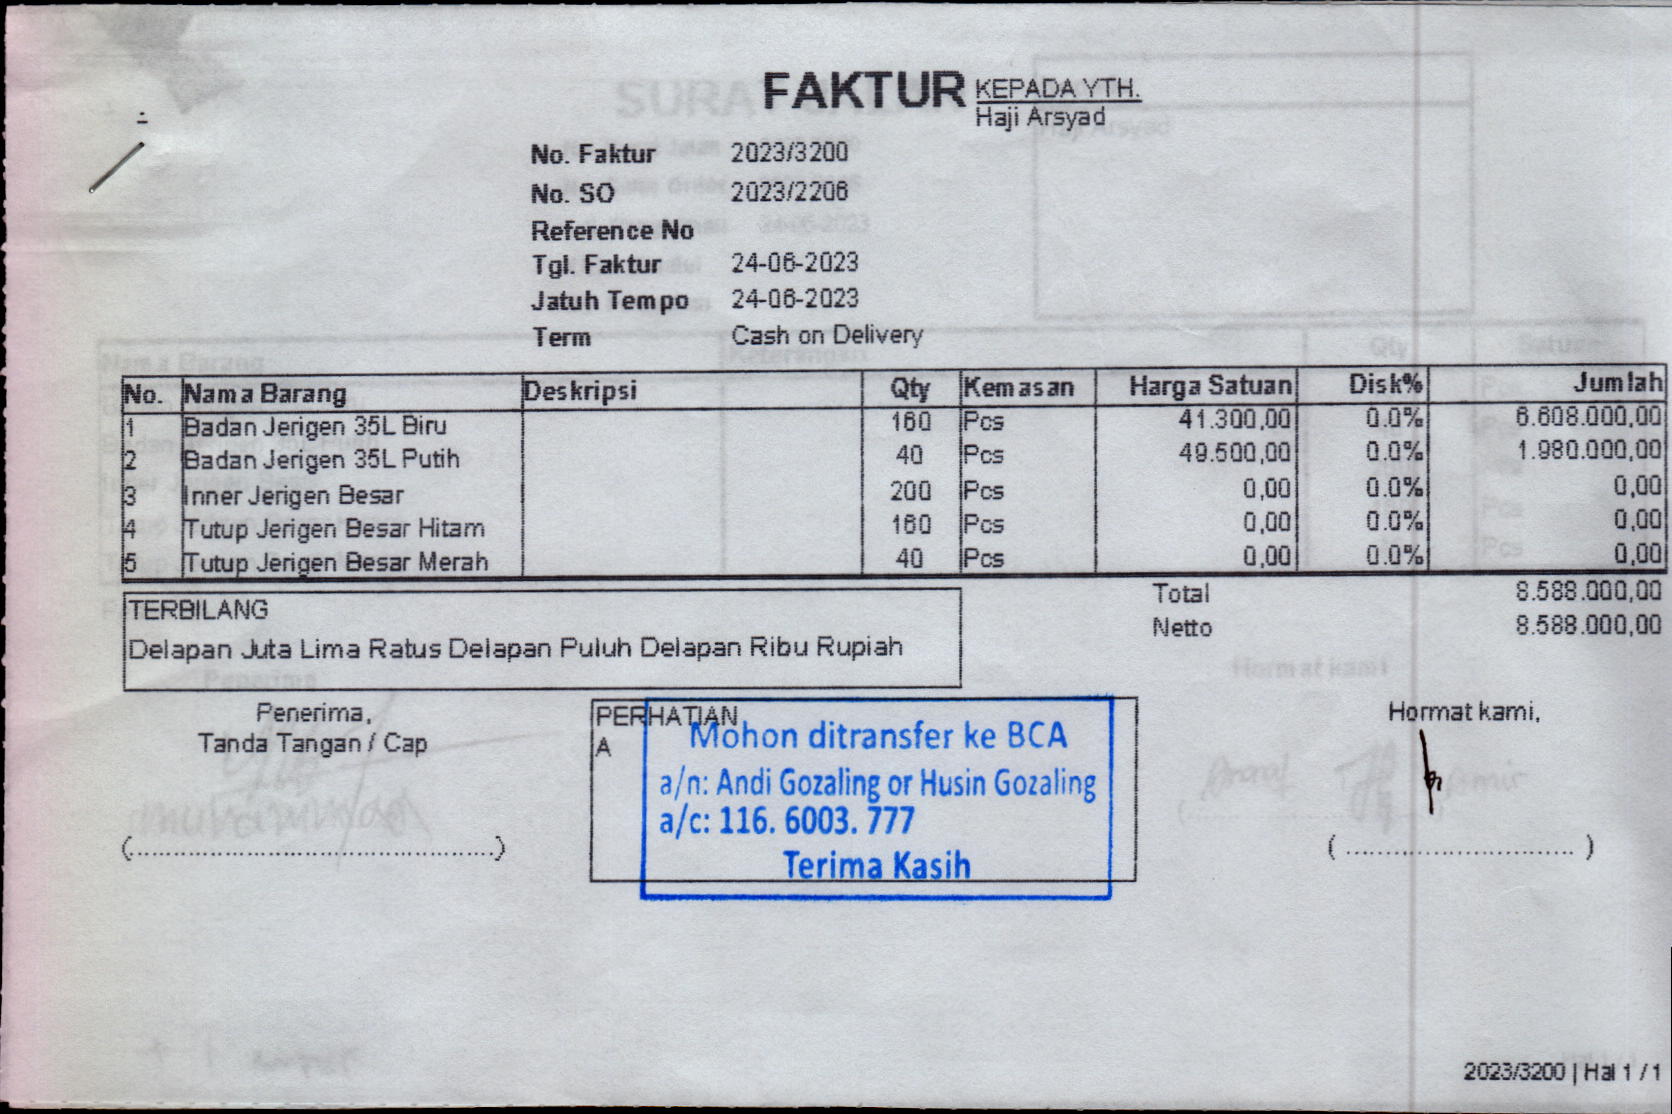 FAKTUR
KEPADA YTH.
Haji Arsyad
No. Faktur 2023/3200
No. SO 2023/2206
Reference No
Tgl. Faktur 24-06-2023
Jatuh Tempo 24-06-2023
Term Cash on Delivery
No. Nama Barang Deskripsi Qty Kemasan Harga Satuan Disk% Jumlah
1 Badan Jerigen 35L Biru 160 Pcs 41.300,00 0.0% 6.608.000,00
2 Badan Jerigen 35L Putih 40 Pcs 49.500,00 0.0% 1.980.000,00
3 Inner Jerigen Besar 200 Pcs 0,00 0.0% 0,00
4 Tutup Jerigen Besar Hitam 160 Pcs 0,00 0.0% 0,00
5 Tutup Jerigen Besar Merah 40 Pcs 0,00 0.0% 0,00
Total 8.588.000,00
Netto 8.588.000,00
TERBILANG
Delapan Juta Lima Ratus Delapan Puluh Delapan Ribu Rupiah
Penerima,
Tanda Tangan / Cap
(............................................)
PERHATIAN
A
Mohon ditransfer ke BCA
a/n: Andi Gozaling or Husin Gozaling
a/c: 116. 6003. 777
Terima Kasih
Hormat kami,
( ............................ )
2023/3200 | Hal 1 / 1